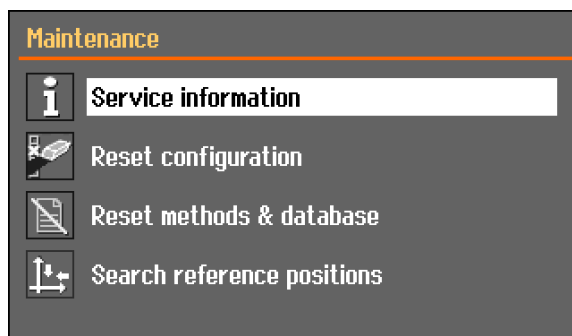 Maintenance
Service information
Reset configuration
Reset methods & database
Search reference positions